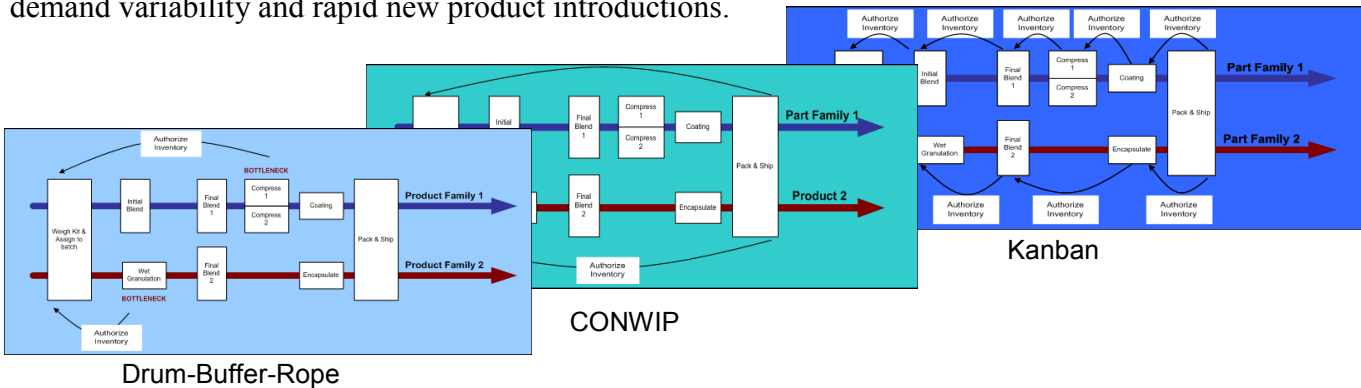 demand variability and rapid new product introductions.
Authorize
Inventory
BOTTLENECK
Weigh Kit &
Assign to
batch
Initial
Blend
Final
Blend
1
Compress
1
Compress
2
Coating
Pack & Ship
Product Family 1
Wet
Granulation
BOTTLENECK
Final
Blend
2
Encapsulate
Product Family 2
Authorize
Inventory
Drum-Buffer-Rope
Initial
Final
Blend
1
Compress
1
Compress
2
Coating
Pack & Ship
Part Family 1
Final
Blend
2
Encapsulate
Product 2
Authorize
Inventory
CONWIP
Authorize
Inventory
Authorize
Inventory
Authorize
Inventory
Authorize
Inventory
Authorize
Inventory
Initial
Blend
Final
Blend
1
Compress
1
Compress
2
Coating
Pack & Ship
Part Family 1
Wet
Granulation
Final
Blend
2
Encapsulate
Part Family 2
Authorize
Inventory
Authorize
Inventory
Authorize
Inventory
Kanban